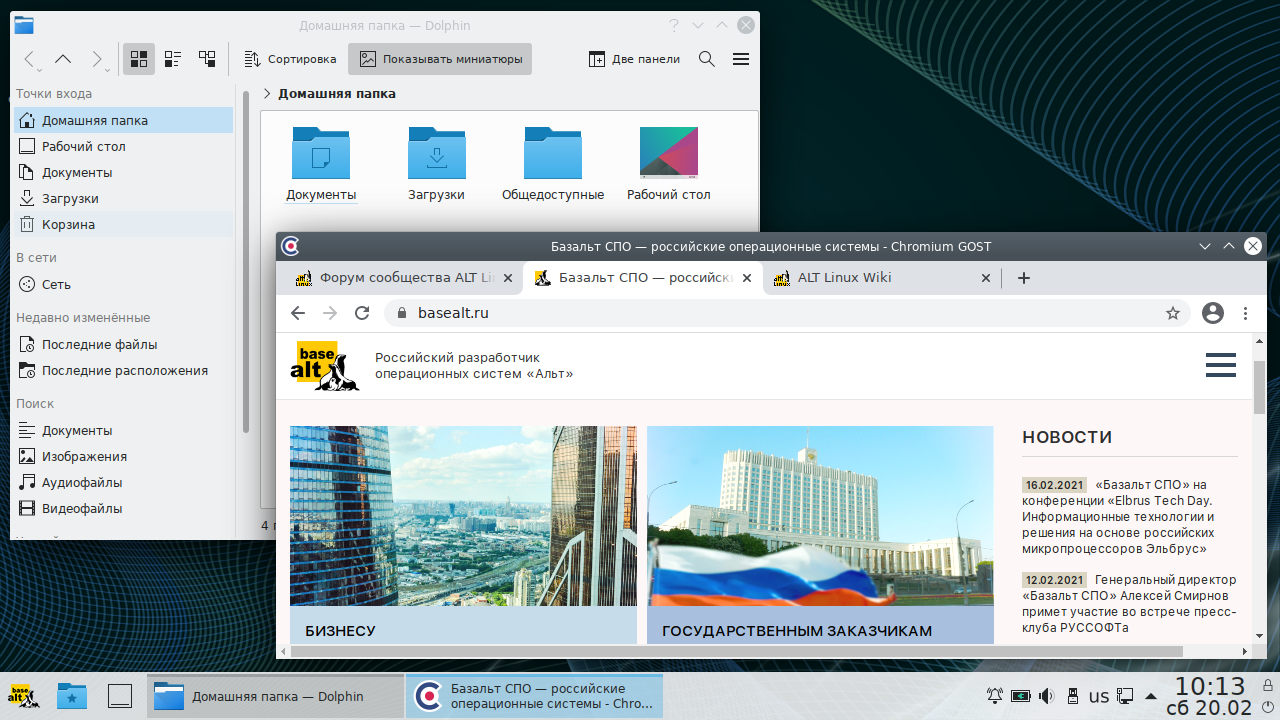 Домашняя папка — Dolphin
Сортировка
Показывать миниатюры
Две панели
Точки входа
Домашняя папка
Рабочий стол
Документы
Загрузки
Корзина
В сети
Сеть
Недавно изменённые
Последние файлы
Последние расположения
Поиск
Документы
Изображения
Аудиофайлы
Видеофайлы
Домашняя папка
Документы
Загрузки
Общедоступные
Рабочий стол
4
Базальт СПО — российские операционные системы - Chromium GOST
Форум сообщества ALT Li
Базальт СПО — российск
ALT Linux Wiki
basealt.ru
base
alt
Российский разработчик
операционных систем «Альт»
БИЗНЕСУ
ГОСУДАРСТВЕННЫМ ЗАКАЗЧИКАМ
НОВОСТИ
16.02.2021 «Базальт СПО» на
конференции «Elbrus Tech Day.
Информационные технологии и
решения на основе российских
микропроцессоров Эльбрус»
12.02.2021 Генеральный директор
«Базальт СПО» Алексей Смирнов
примет участие во встрече пресс-
клуба РУССОФТа
base
alt
Домашняя папка — Dolphin
Базальт СПО — российские
операционные системы - Chro...
us
10:13
сб 20.02